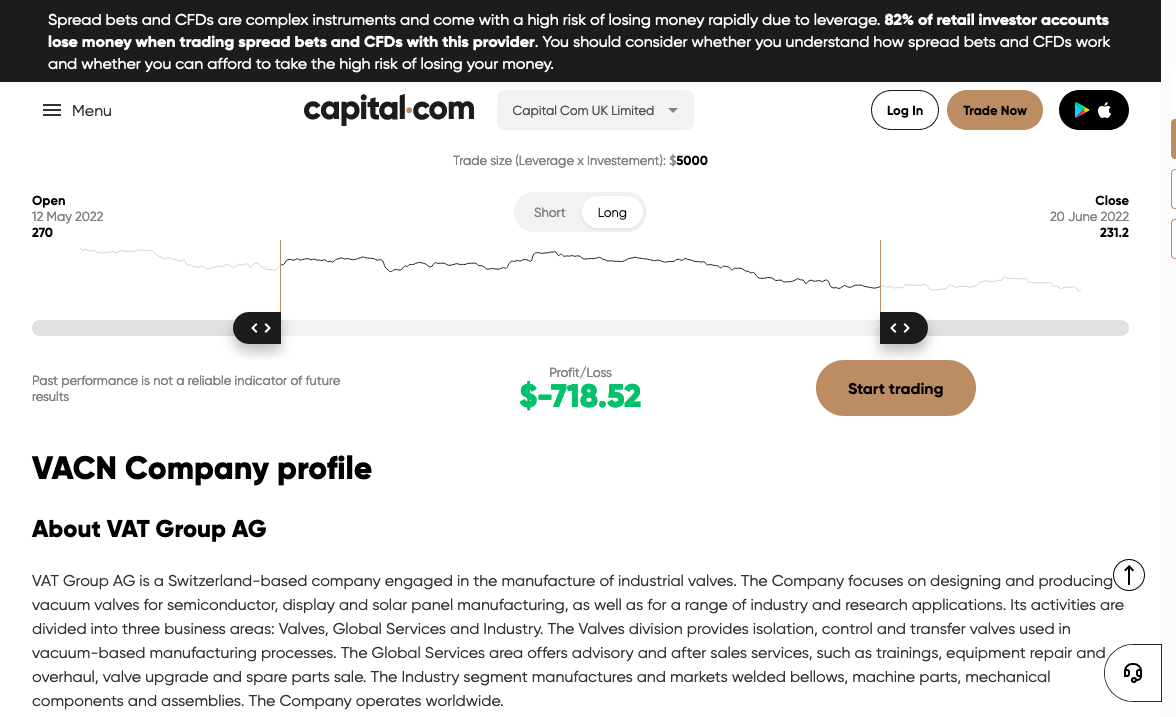 Spread bets and CFDs are complex instruments and come with a high risk of losing money rapidly due to leverage. 82% of retail investor accounts
lose money when trading spread bets and CFDs with this provider. You should consider whether you understand how spread bets and CFDs work
and whether you can afford to take the high risk of losing your money.
Menu
capital.com
Capital Com UK Limited
Log In
Trade Now
Trade size (Leverage x Investement): $5000
Open
12 May 2022
270
Short
Long
Close
20 June 2022
231.2
Past performance is not a reliable indicator of future
results
Profit/Loss
$-718.52
Start trading
VACN Company profile
About VAT Group AG
VAT Group AG is a Switzerland-based company engaged in the manufacture of industrial valves. The Company focuses on designing and producing
vacuum valves for semiconductor, display and solar panel manufacturing, as well as for a range of industry and research applications. Its activities are
divided into three business areas: Valves, Global Services and Industry. The Valves division provides isolation, control and transfer valves used in
vacuum-based manufacturing processes. The Global Services area offers advisory and after sales services, such as trainings, equipment repair and
overhaul, valve upgrade and spare parts sale. The Industry segment manufactures and markets welded bellows, machine parts, mechanical
components and assemblies. The Company operates worldwide.